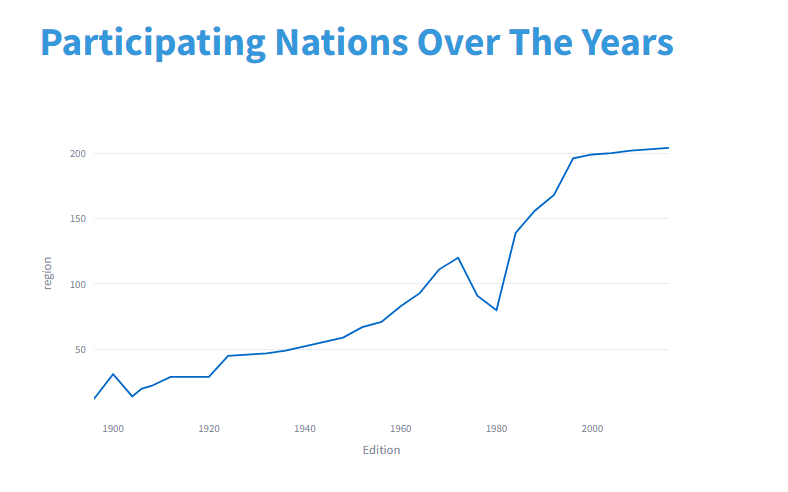 Participating Nations Over The Years
200
150
100
50
region
1900 1920 1940 1960 1980 2000
Edition